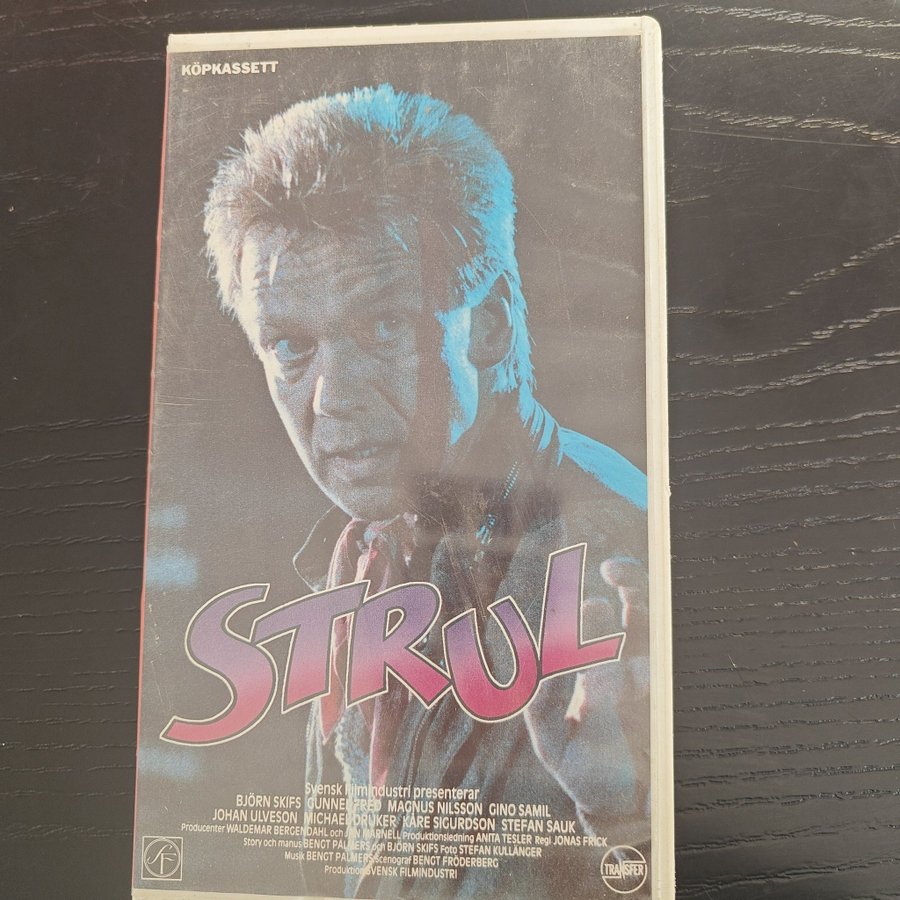 KÖPKASSETT
STRUL
Svensk Filmindustri presenterar
BJÖRN SKIFS GUNNEL FRED MAGNUS NILSSON GINO SAMIL
JOHAN ULVESON MICHAEL DRUKER KÅRE SIGURDSON STEFAN SAUK
Producenter WALDEMAR BERGENDAHL och JAN MARNELL Produktionsledning ANITA TESLER Regi JONAS FRICK
Story och manus BENGT PALMERS och BJÖRN SKIFS Foto STEFAN KULLÄNGER
Musik BENGT PALMERS Scenograf BENGT FRÖDERBERG
Produktion SVENSK FILMINDUSTRI
SF
TRANSFER